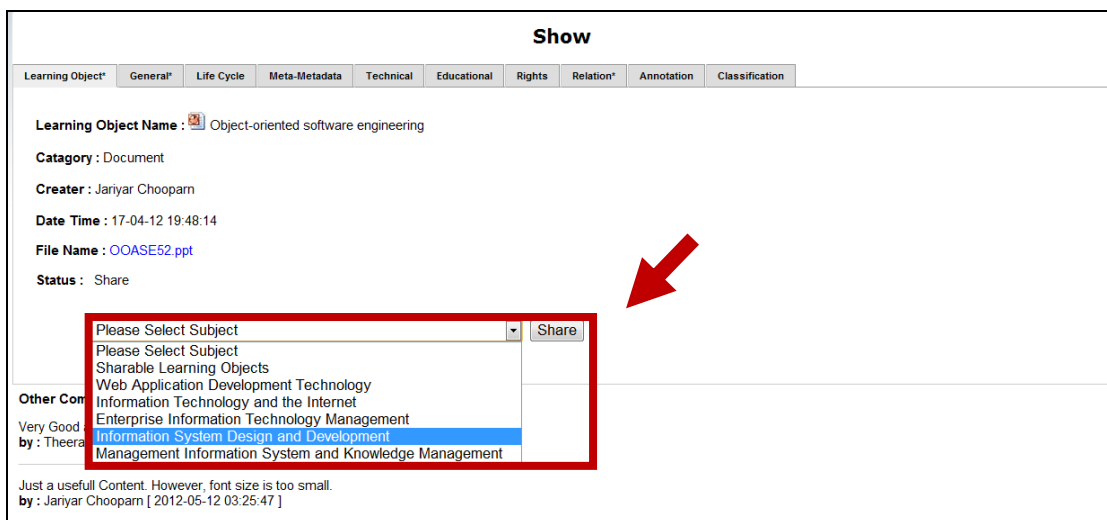 Show
Learning Object* General* Life Cycle Meta-Metadata Technical Educational Rights Relation* Annotation Classification
Learning Object Name : Object-oriented software engineering
Catagory : Document
Creater : Jariyar Chooparn
Date Time : 17-04-12 19:48:14
File Name : OOASE52.ppt
Status : Share
Please Select Subject Share
Please Select Subject
Sharable Learning Objects
Web Application Development Technology
Information Technology and the Internet
Enterprise Information Technology Management
Information System Design and Development
Management Information System and Knowledge Management
Other
Very Good
by :
Just a usefull Content. However, font size is too small.
by : Jariyar Chooparn [ 2012-05-12 03:25:47 ]